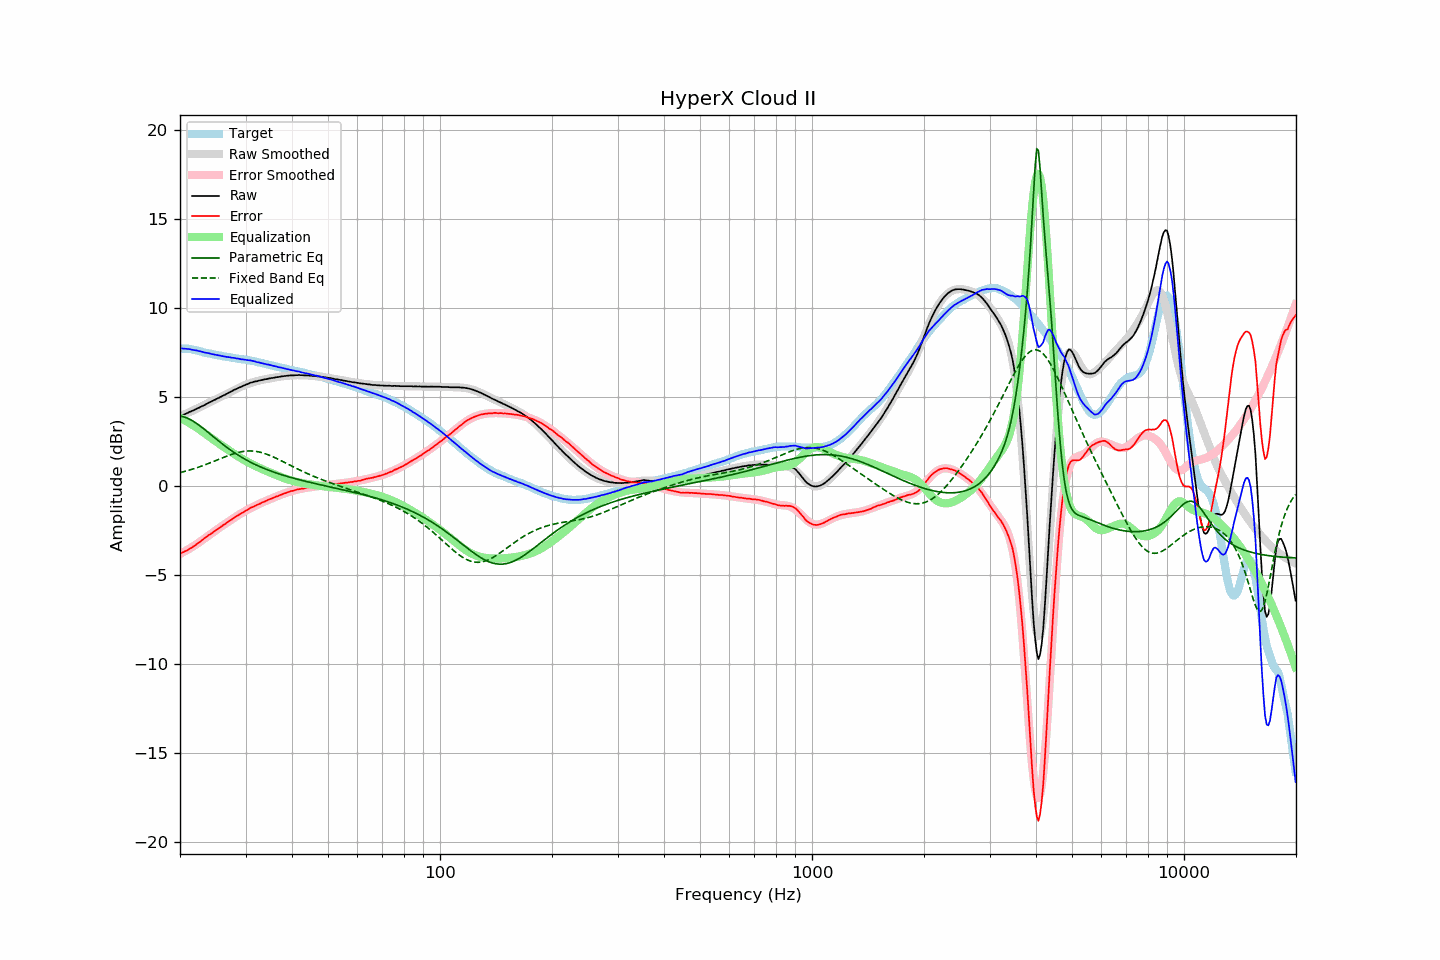 HyperX Cloud II
Target
Raw Smoothed
Error Smoothed
Raw
Error
Equalization
Parametric Eq
Fixed Band Eq
Equalized
20
15
10
5
0
−5
−10
−15
−20
Amplitude (dBr)
100
1000
10000
Frequency (Hz)